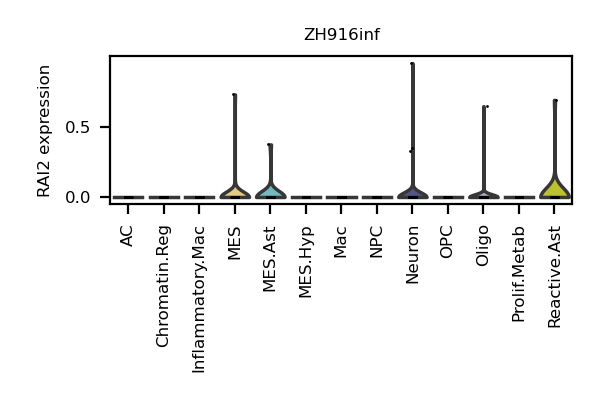 ZH916inf
RAI2 expression
0.5
0.0
AC
Chromatin.Reg
Inflammatory.Mac
MES
MES.Ast
MES.Hyp
Mac
NPC
Neuron
OPC
Oligo
Prolif.Metab
Reactive.Ast